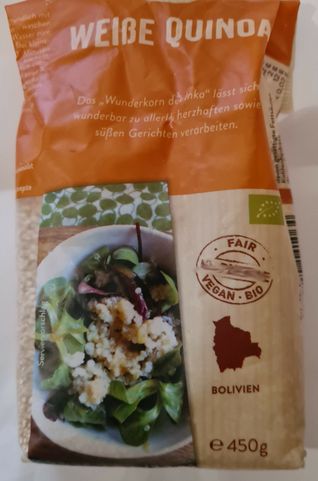 WEIßE QUINOA
Das „Wunderkorn der Inka" lässt sich
wunderbar zu allerlei herzhaften sowie
süßen Gerichten verarbeiten.
FAIR
VEGAN · BIO
BOLIVIEN
Serviervorschlag
℮ 450g